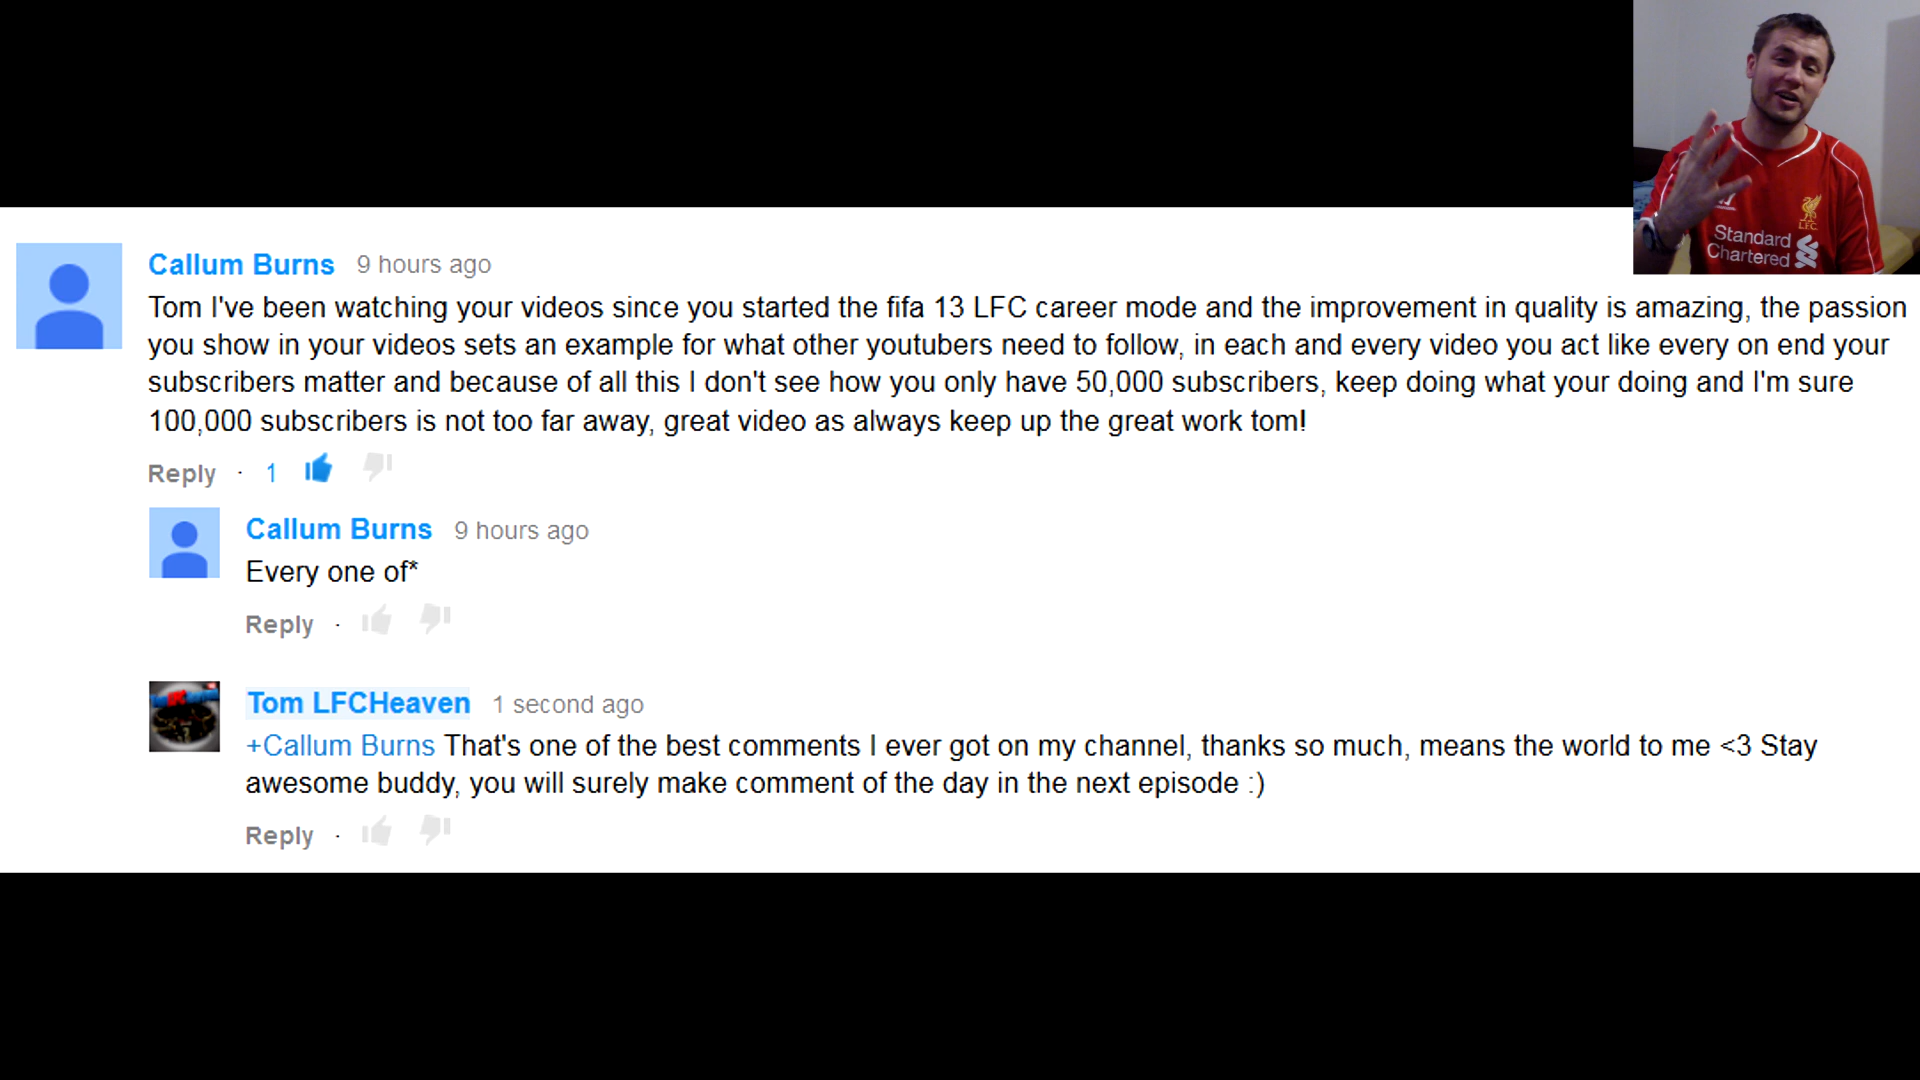 Callum Burns 9 hours ago
Tom I've been watching your videos since you started the fifa 13 LFC career mode and the improvement in quality is amazing, the passion
you show in your videos sets an example for what other youtubers need to follow, in each and every video you act like every on end your
subscribers matter and because of all this I don't see how you only have 50,000 subscribers, keep doing what your doing and I'm sure
100,000 subscribers is not too far away, great video as always keep up the great work tom!
Reply · 1
Callum Burns 9 hours ago
Every one of*
Reply ·
Tom LFCHeaven 1 second ago
+Callum Burns That's one of the best comments I ever got on my channel, thanks so much, means the world to me <3 Stay
awesome buddy, you will surely make comment of the day in the next episode :)
Reply ·
L.F.C.
Standard
Chartered